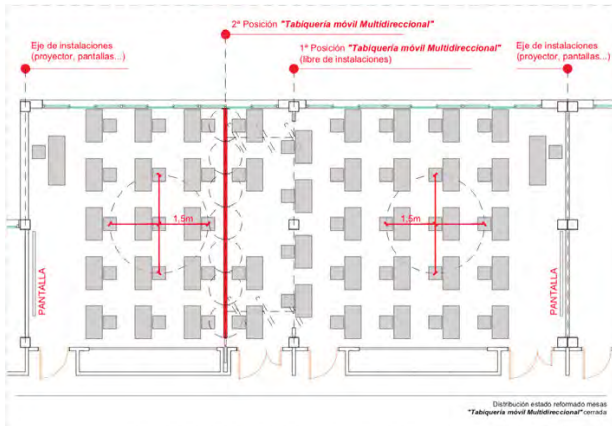 2ª Posición "Tabiquería móvil Multidireccional"
Eje de instalaciones
(proyector, pantallas...)
1ª Posición "Tabiquería móvil Multidireccional"
(libre de instalaciones)
Eje de instalaciones
(proyector, pantallas...)
1,5m
1,5m
PANTALLA
PANTALLA
Distribución estado reformado mesas
"Tabiquería móvil Multidireccional" cerrada